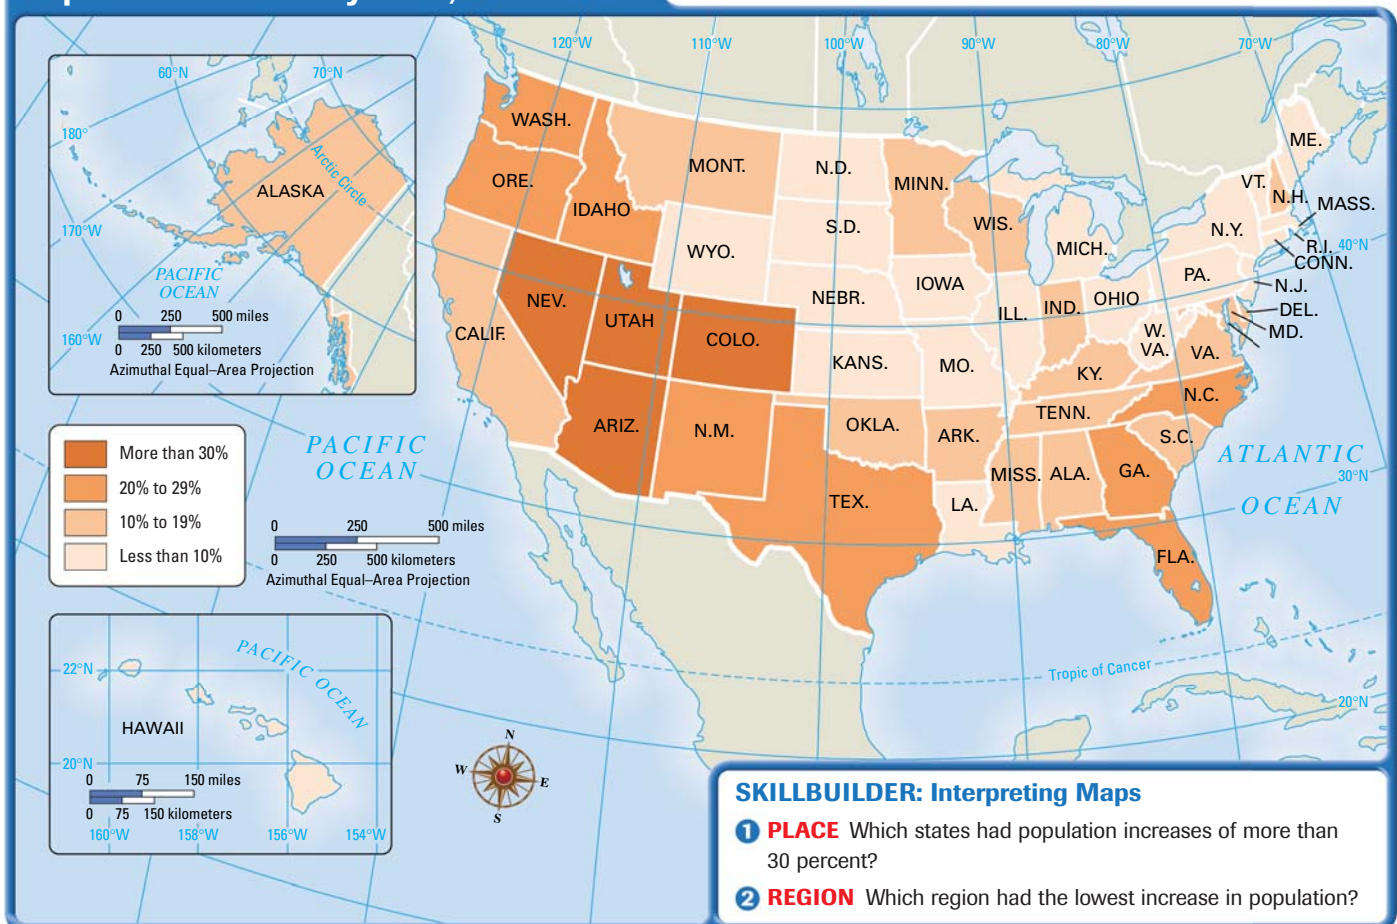 120°W
110°W
100°W
90°W
80°W
70°W
60°N
70°N
180°
Arctic Circle
ALASKA
170°W
PACIFIC
OCEAN
0 250 500 miles
160°W
0 250 500 kilometers
Azimuthal Equal–Area Projection
WASH.
MONT.
N.D.
MINN.
ME.
VT.
N.H.
MASS.
ORE.
IDAHO
S.D.
WIS.
MICH.
N.Y.
R.I.
40°N
CONN.
WYO.
PA.
N.J.
NEBR.
IOWA
NEV.
ILL.
IND.
OHIO
DEL.
UTAH
MD.
CALIF.
COLO.
W.
VA.
VA.
KANS.
MO.
KY.
N.C.
ARIZ.
N.M.
OKLA.
TENN.
ARK.
S.C.
More than 30%
20% to 29%
10% to 19%
Less than 10%
PACIFIC
OCEAN
ATLANTIC
30°N
OCEAN
MISS.
ALA.
GA.
TEX.
LA.
FLA.
0 250 500 miles
0 250 500 kilometers
Azimuthal Equal–Area Projection
Tropic of Cancer
20°N
PACIFIC OCEAN
22°N
HAWAII
20°N
0 75 150 miles
0 75 150 kilometers
160°W
158°W
156°W
154°W
N
W
E
S
SKILLBUILDER: Interpreting Maps
1 PLACE Which states had population increases of more than
30 percent?
2 REGION Which region had the lowest increase in population?